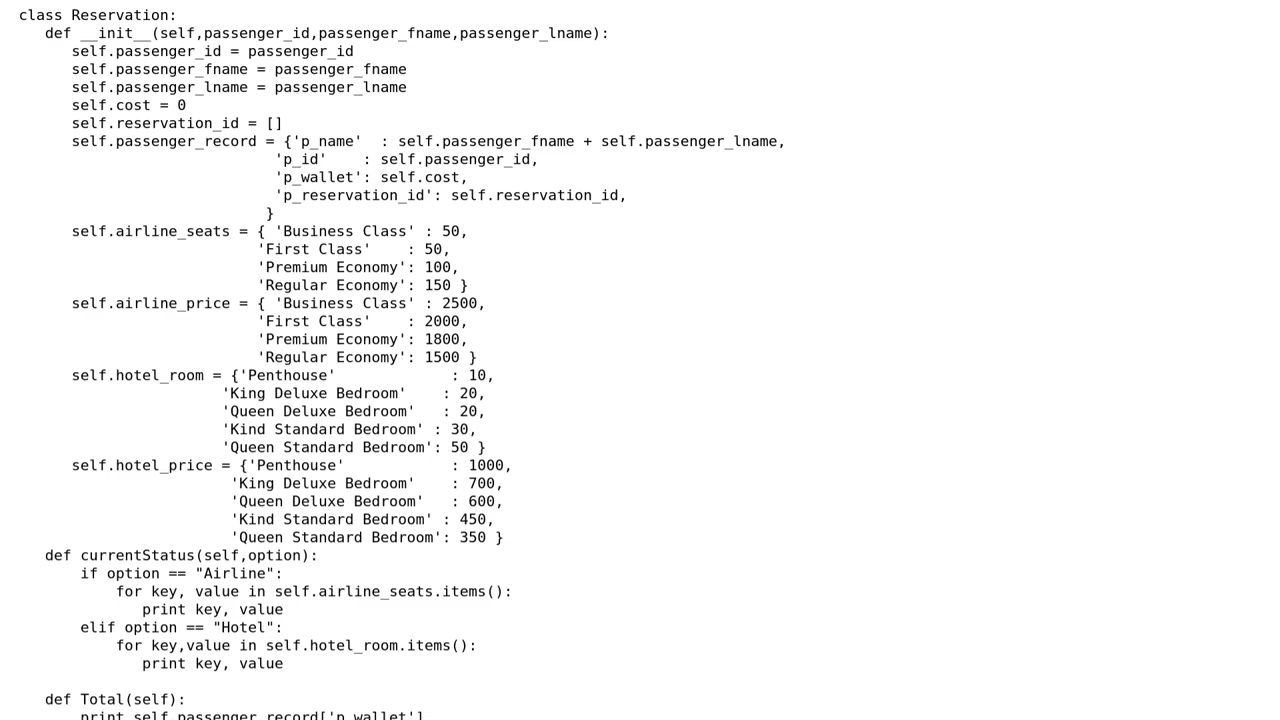 class Reservation:
   def __init__(self,passenger_id,passenger_fname,passenger_lname):
      self.passenger_id = passenger_id
      self.passenger_fname = passenger_fname
      self.passenger_lname = passenger_lname
      self.cost = 0
      self.reservation_id = []
      self.passenger_record = {'p_name'  : self.passenger_fname + self.passenger_lname,
                             'p_id'    : self.passenger_id,
                             'p_wallet': self.cost,
                             'p_reservation_id': self.reservation_id,
                            }
      self.airline_seats = { 'Business Class' : 50,
                           'First Class'    : 50,
                           'Premium Economy': 100,
                           'Regular Economy': 150 }
      self.airline_price = { 'Business Class' : 2500,
                           'First Class'    : 2000,
                           'Premium Economy': 1800,
                           'Regular Economy': 1500 }
      self.hotel_room = {'Penthouse'             : 10,
                       'King Deluxe Bedroom'    : 20,
                       'Queen Deluxe Bedroom'   : 20,
                       'Kind Standard Bedroom' : 30,
                       'Queen Standard Bedroom': 50 }
      self.hotel_price = {'Penthouse'            : 1000,
                        'King Deluxe Bedroom'    : 700,
                        'Queen Deluxe Bedroom'   : 600,
                        'Kind Standard Bedroom' : 450,
                        'Queen Standard Bedroom': 350 }
   def currentStatus(self,option):
       if option == "Airline":
           for key, value in self.airline_seats.items():
              print key, value
       elif option == "Hotel":
           for key,value in self.hotel_room.items():
              print key, value

   def Total(self):
       print self.passenger_record['p_wallet']